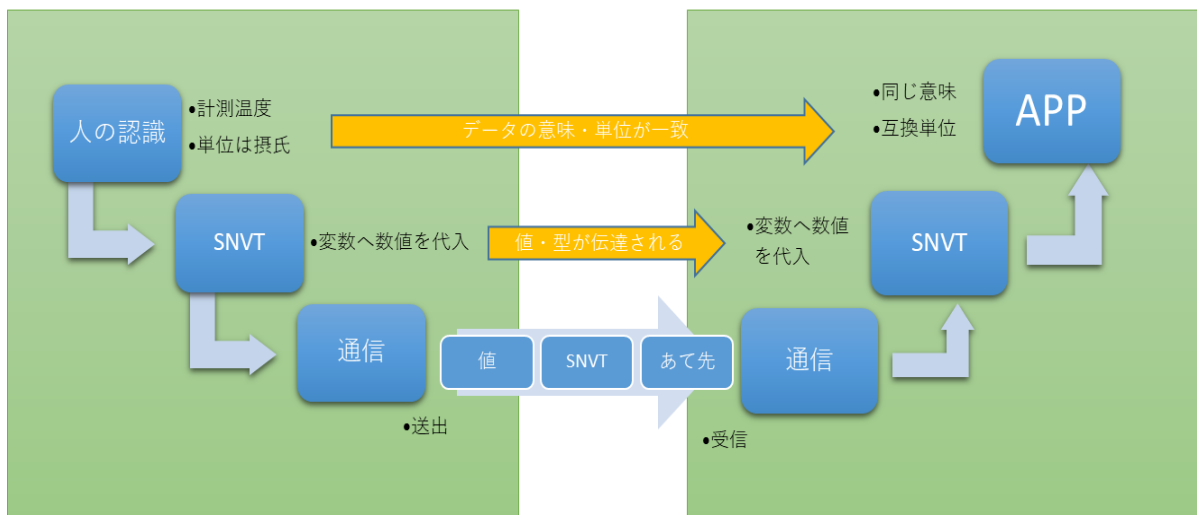 人の認識
•計測温度
•単位は摂氏
データの意味・単位が一致
•同じ意味
•互換単位
APP
SNVT
•変数へ数値を代入
値・型が伝達される
•変数へ数値
を代入
SNVT
通信
•送出
値
SNVT
あて先
通信
•受信